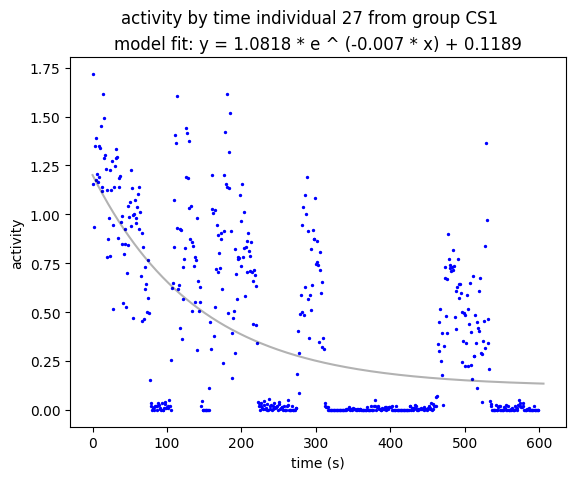 activity by time individual 27 from group CS1
model fit: y = 1.0818 * e ^ (-0.007 * x) + 0.1189
1.75
1.50
1.25
1.00
0.75
0.50
0.25
0.00
activity
0 100 200 300 400 500 600
time (s)